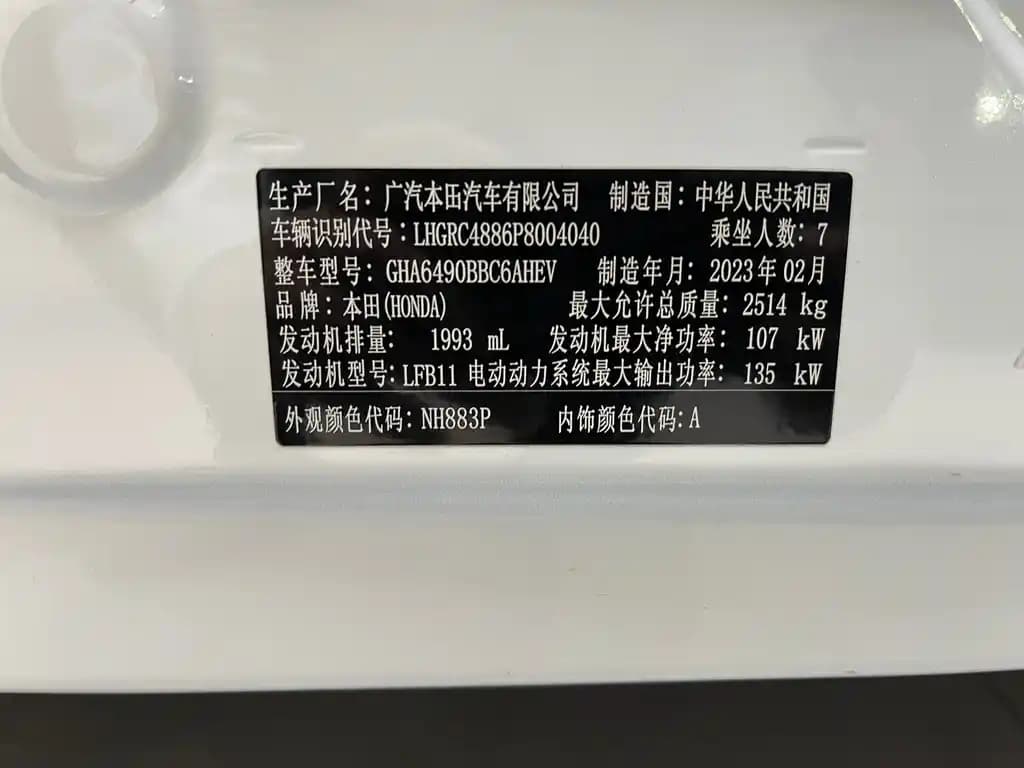 生产厂名：广汽本田汽车有限公司 制造国：中华人民共和国
车辆识别代号：LHGRC4886P8004040 乘坐人数：7
整车型号：GHA6490BBC6AHEV 制造年月：2023年02月
品牌：本田(HONDA) 最大允许总质量：2514 kg
发动机排量： 1993 mL 发动机最大净功率： 107 kW
发动机型号：LFB11 电动动力系统最大输出功率： 135 kW
外观颜色代码：NH883P 内饰颜色代码：A